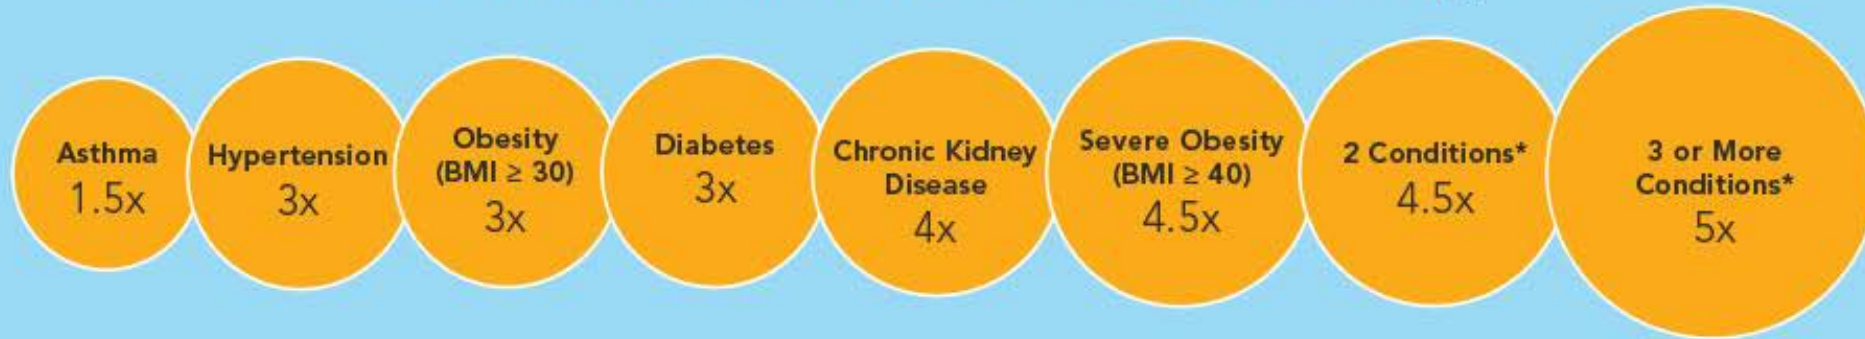 Asthma
1.5x
Hypertension
3x
Obesity
(BMI ≥ 30)
3x
Diabetes
3x
Chronic Kidney
Disease
4x
Severe Obesity
(BMI ≥ 40)
4.5x
2 Conditions*
4.5x
3 or More
Conditions*
5x